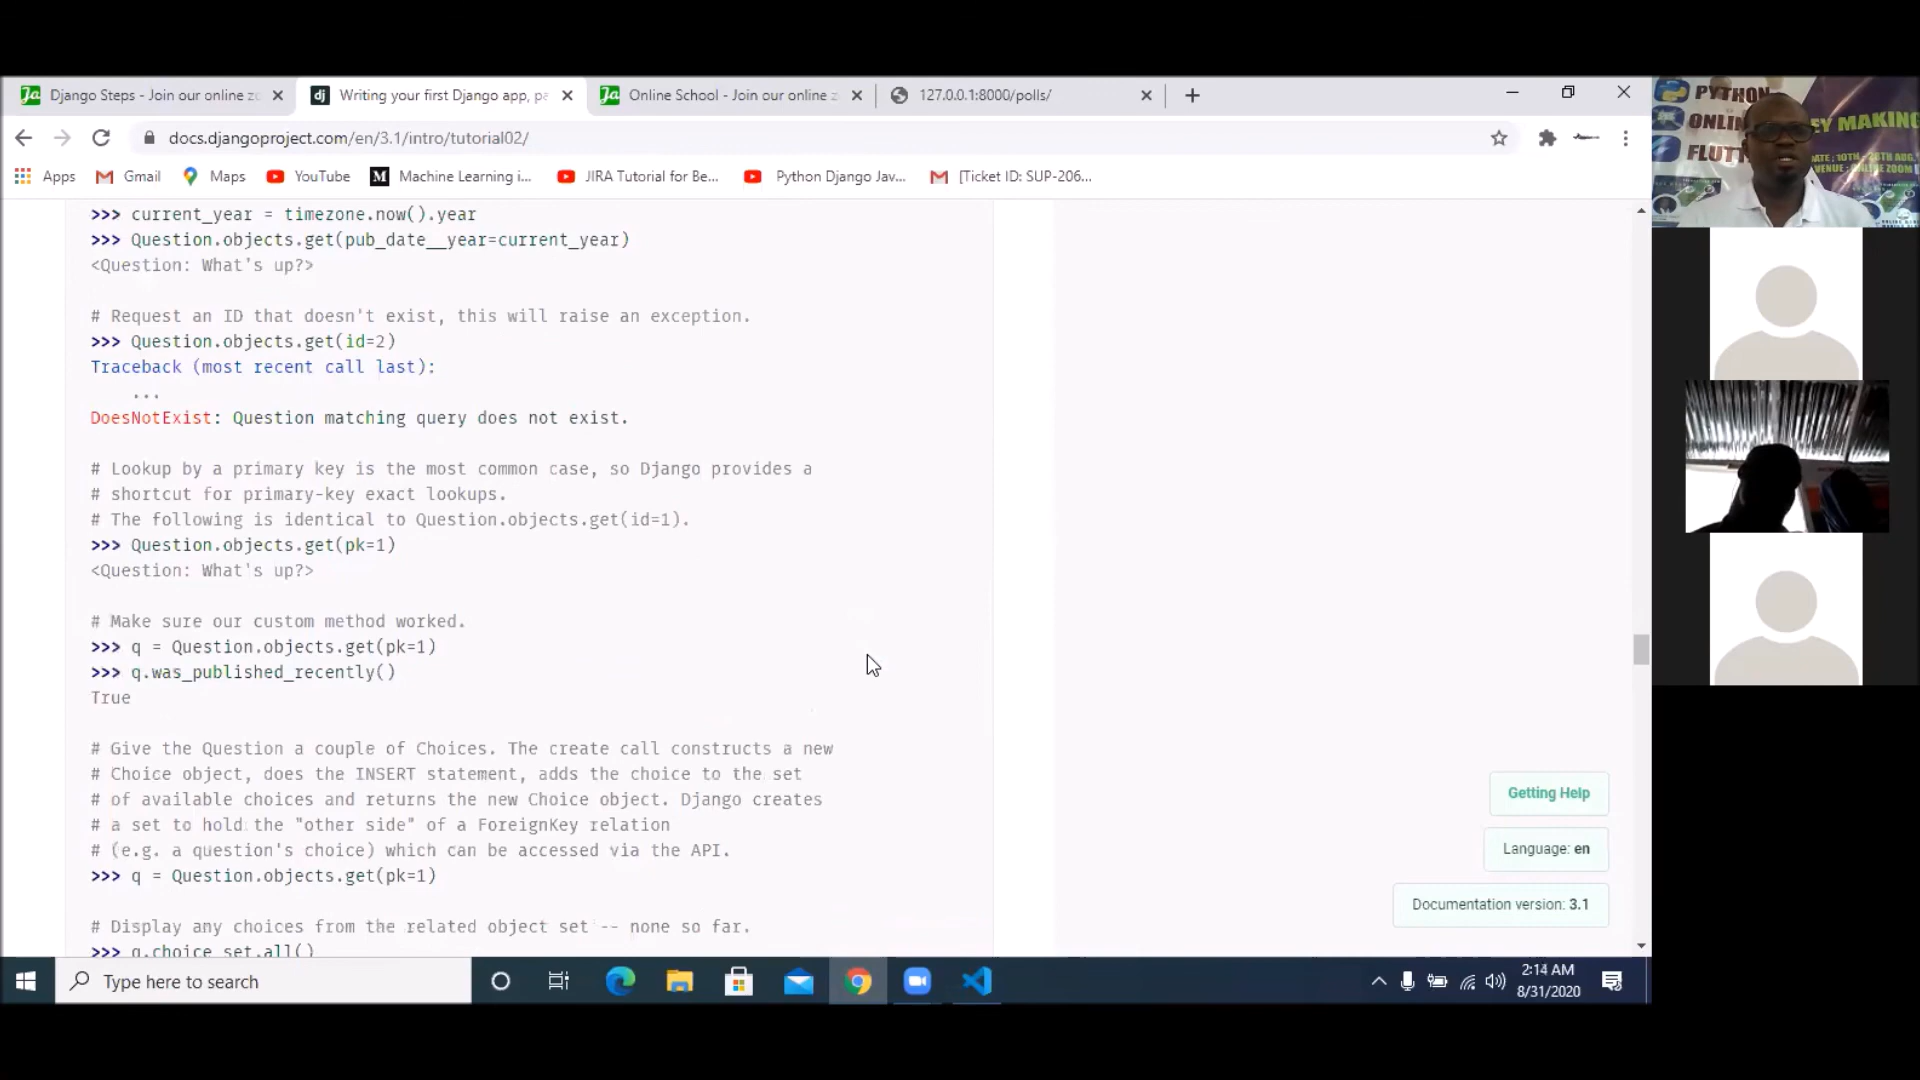 Django Steps - Join our online zo
Writing your first Django app, pa
Online School - Join our online z
127.0.0.1:8000/polls/
docs.djangoproject.com/en/3.1/intro/tutorial02/
Apps
Gmail
Maps
YouTube
Machine Learning i...
JIRA Tutorial for Be...
Python Django Jav...
[Ticket ID: SUP-206...
>>> current_year = timezone.now().year
>>> Question.objects.get(pub_date__year=current_year)
<Question: What's up?>
# Request an ID that doesn't exist, this will raise an exception.
>>> Question.objects.get(id=2)
Traceback (most recent call last):
...
DoesNotExist: Question matching query does not exist.
# Lookup by a primary key is the most common case, so Django provides a
# shortcut for primary-key exact lookups.
# The following is identical to Question.objects.get(id=1).
>>> Question.objects.get(pk=1)
<Question: What's up?>
# Make sure our custom method worked.
>>> q = Question.objects.get(pk=1)
>>> q.was_published_recently()
True
# Give the Question a couple of Choices. The create call constructs a new
# Choice object, does the INSERT statement, adds the choice to the set
# of available choices and returns the new Choice object. Django creates
# a set to hold the "other side" of a ForeignKey relation
# (e.g. a question's choice) which can be accessed via the API.
>>> q = Question.objects.get(pk=1)
# Display any choices from the related object set -- none so far.
>>> q.choice_set.all()
Getting Help
Language: en
Documentation version: 3.1
Type here to search
2:14 AM
8/31/2020
PYTHON
ONLIN
FLUTT
EY MAKING